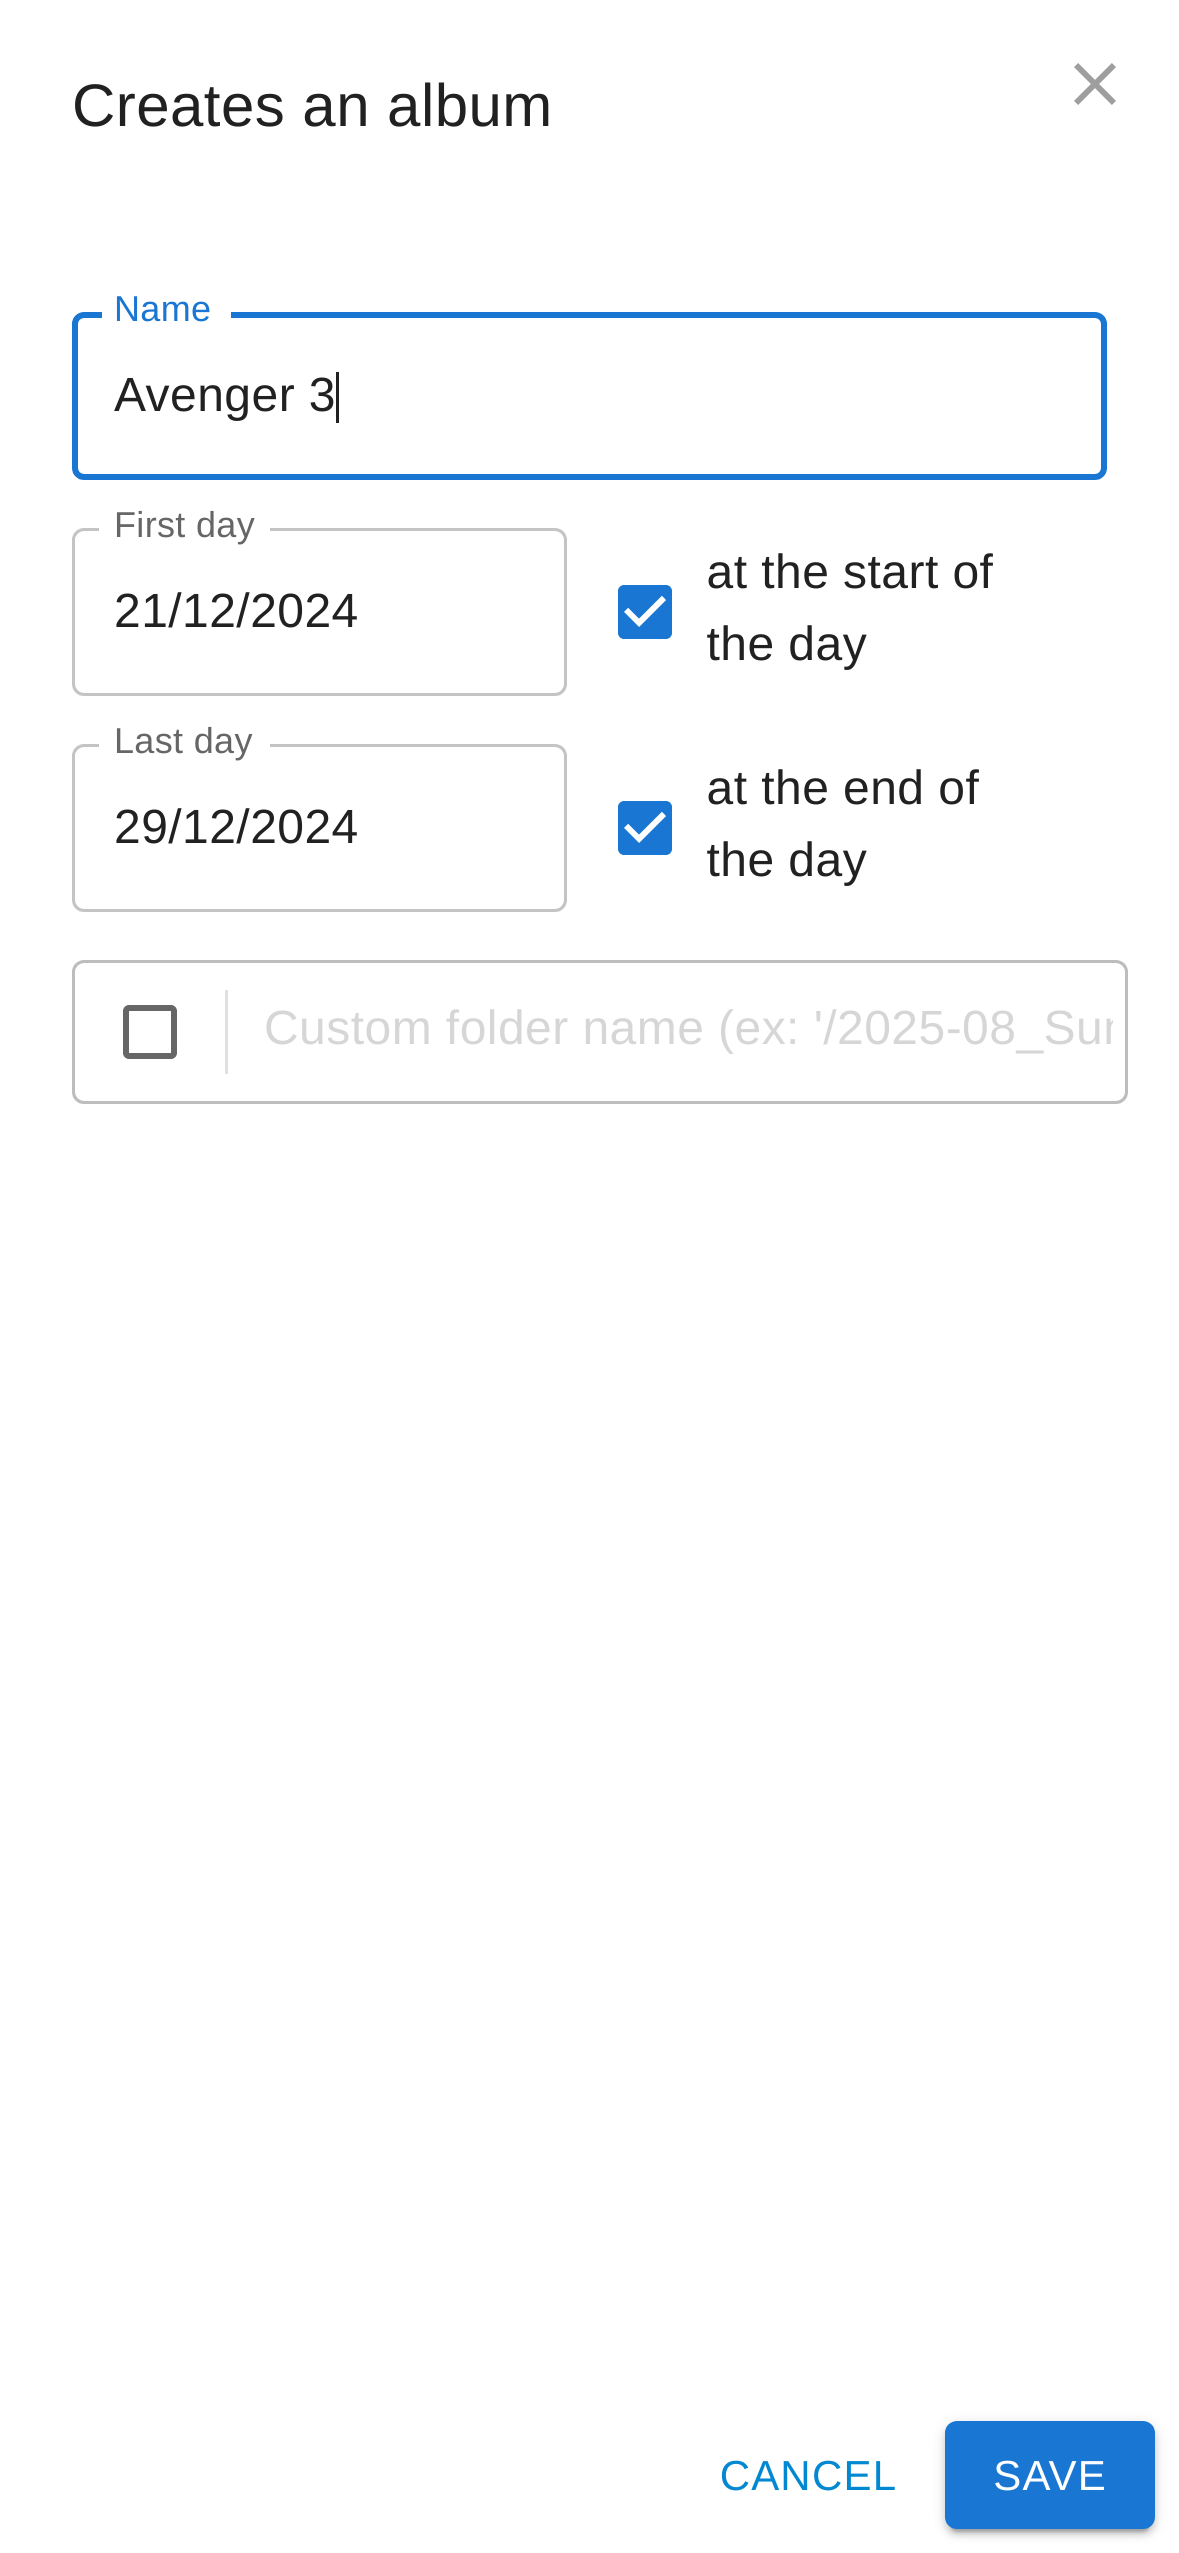 Creates an album
Name
Avenger 3
First day
21/12/2024
at the start of
the day
Last day
29/12/2024
at the end of
the day
Custom folder name (ex: '/2025-08_Su
CANCEL
SAVE